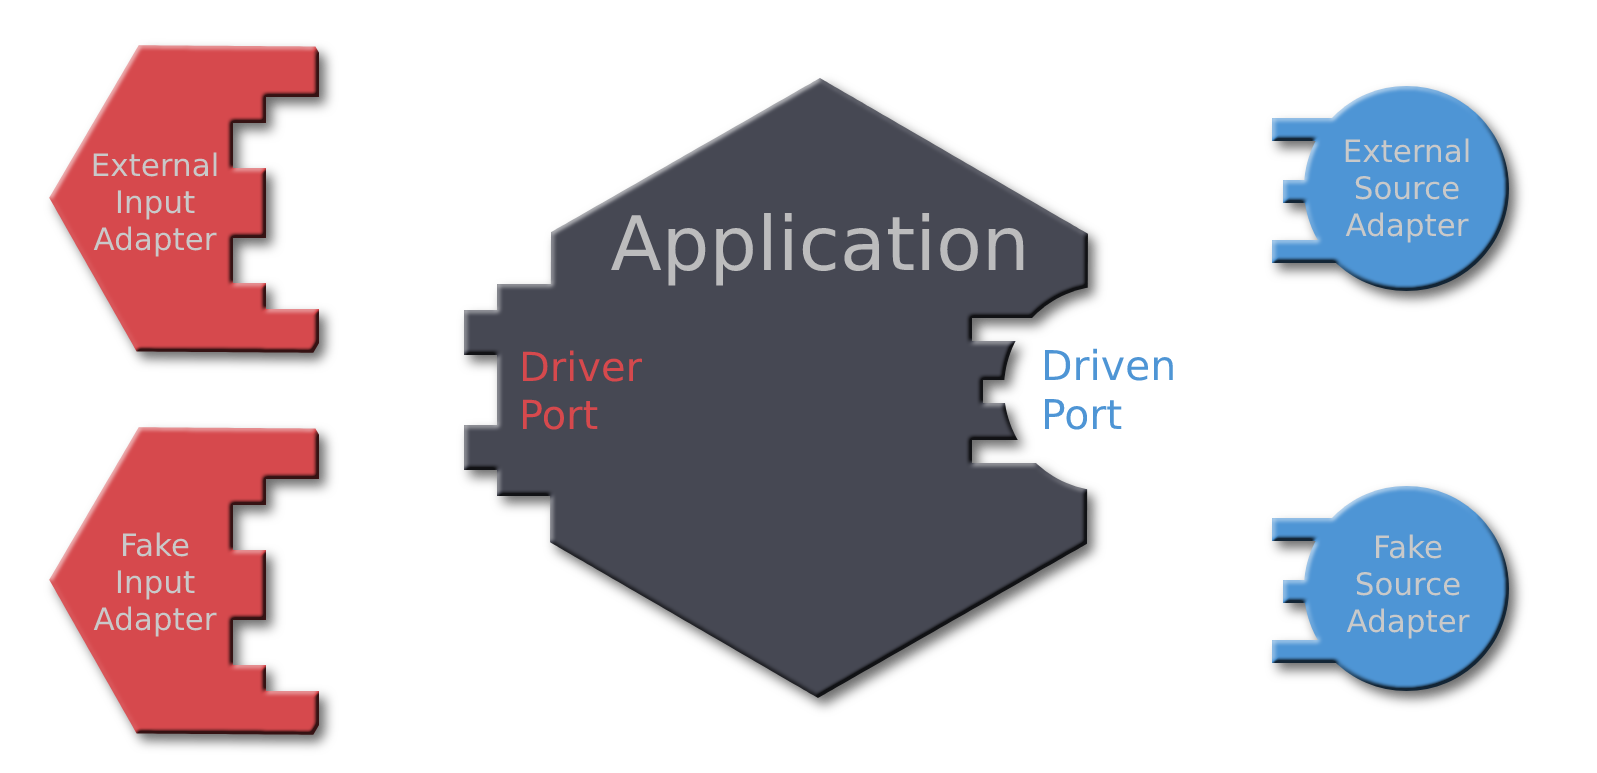 External
Input
Adapter
Fake
Input
Adapter
Application
Driver
Port
Driven
Port
External
Source
Adapter
Fake
Source
Adapter